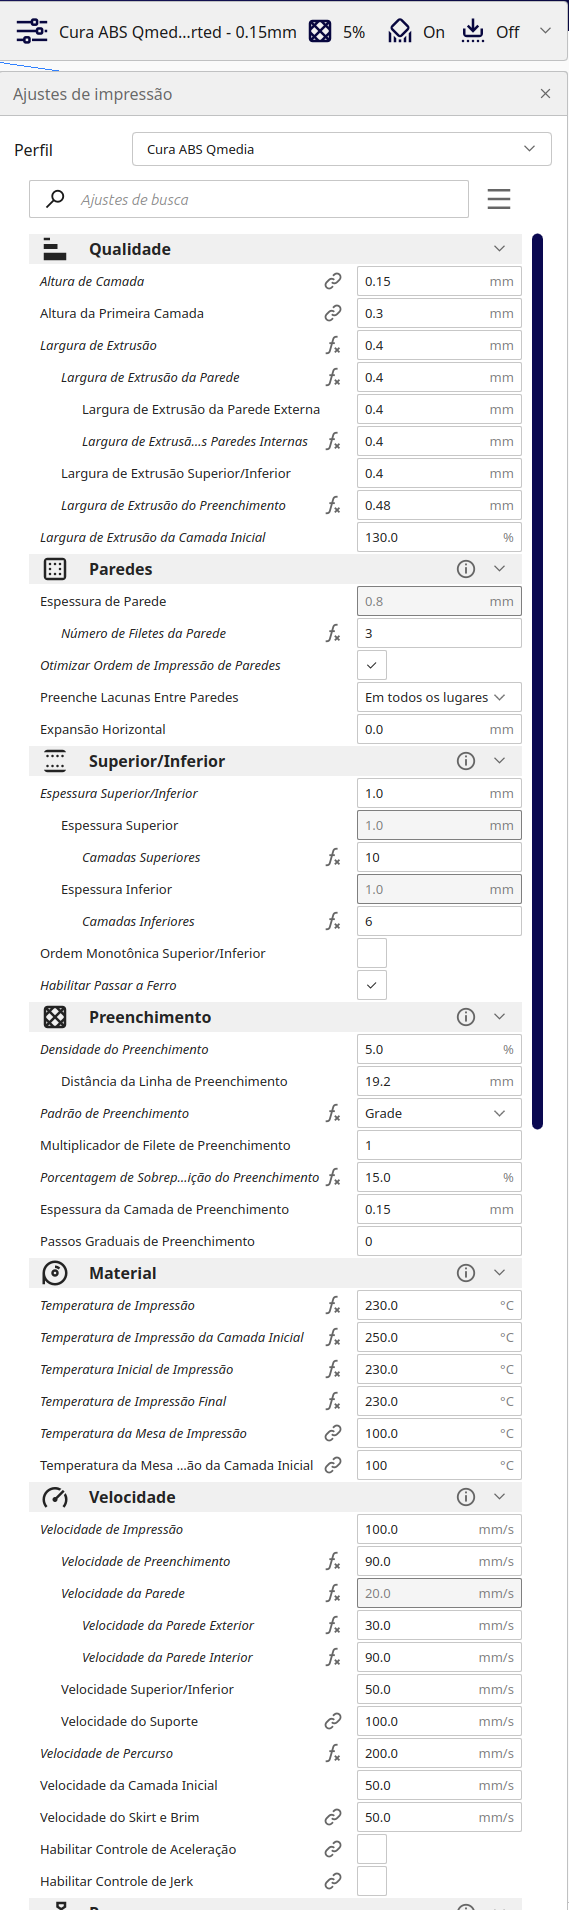 Cura ABS Qmed...rted - 0.15mm 5% On Off
Ajustes de impressão
Perfil Cura ABS Qmedia
Ajustes de busca
Qualidade
Altura de Camada 0.15 mm
Altura da Primeira Camada 0.3 mm
Largura de Extrusão 0.4 mm
Largura de Extrusão da Parede 0.4 mm
Largura de Extrusão da Parede Externa 0.4 mm
Largura de Extrusã...s Paredes Internas 0.4 mm
Largura de Extrusão Superior/Inferior 0.4 mm
Largura de Extrusão do Preenchimento 0.48 mm
Largura de Extrusão da Camada Inicial 130.0 %
Paredes
Espessura de Parede 0.8 mm
Número de Filetes da Parede 3
Otimizar Ordem de Impressão de Paredes
Preenche Lacunas Entre Paredes Em todos os lugares
Expansão Horizontal 0.0 mm
Superior/Inferior
Espessura Superior/Inferior 1.0 mm
Espessura Superior 1.0 mm
Camadas Superiores 10
Espessura Inferior 1.0 mm
Camadas Inferiores 6
Ordem Monotônica Superior/Inferior
Habilitar Passar a Ferro
Preenchimento
Densidade do Preenchimento 5.0 %
Distância da Linha de Preenchimento 19.2 mm
Padrão de Preenchimento Grade
Multiplicador de Filete de Preenchimento 1
Porcentagem de Sobrep...ição do Preenchimento 15.0 %
Espessura da Camada de Preenchimento 0.15 mm
Passos Graduais de Preenchimento 0
Material
Temperatura de Impressão 230.0 °C
Temperatura de Impressão da Camada Inicial 250.0 °C
Temperatura Inicial de Impressão 230.0 °C
Temperatura de Impressão Final 230.0 °C
Temperatura da Mesa de Impressão 100.0 °C
Temperatura da Mesa ...ão da Camada Inicial 100 °C
Velocidade
Velocidade de Impressão 100.0 mm/s
Velocidade de Preenchimento 90.0 mm/s
Velocidade da Parede 20.0 mm/s
Velocidade da Parede Exterior 30.0 mm/s
Velocidade da Parede Interior 90.0 mm/s
Velocidade Superior/Inferior 50.0 mm/s
Velocidade do Suporte 100.0 mm/s
Velocidade de Percurso 200.0 mm/s
Velocidade da Camada Inicial 50.0 mm/s
Velocidade do Skirt e Brim 50.0 mm/s
Habilitar Controle de Aceleração
Habilitar Controle de Jerk